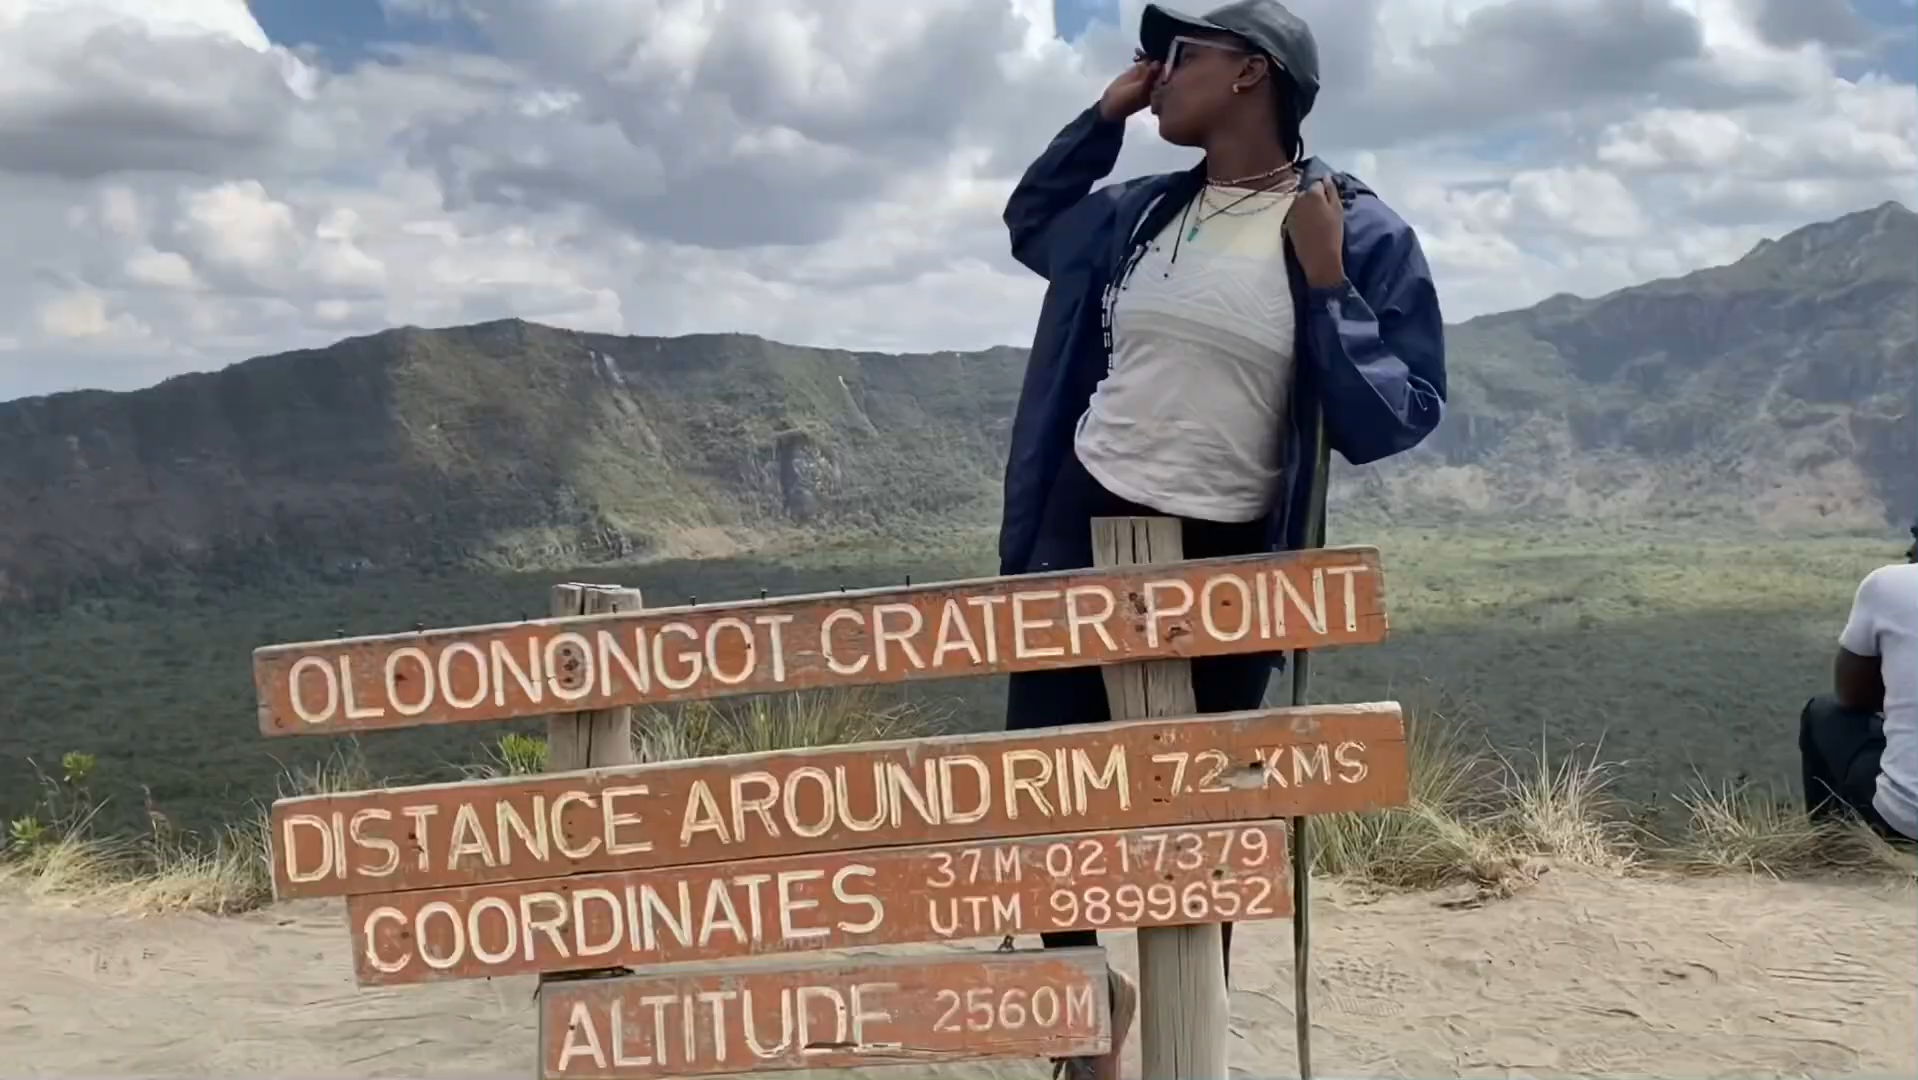 OLOONONGOT CRATER POINT
DISTANCE AROUND RIM 7.2 KMS
COORDINATES 37M 0217379
UTM 9899652
ALTITUDE 2560M